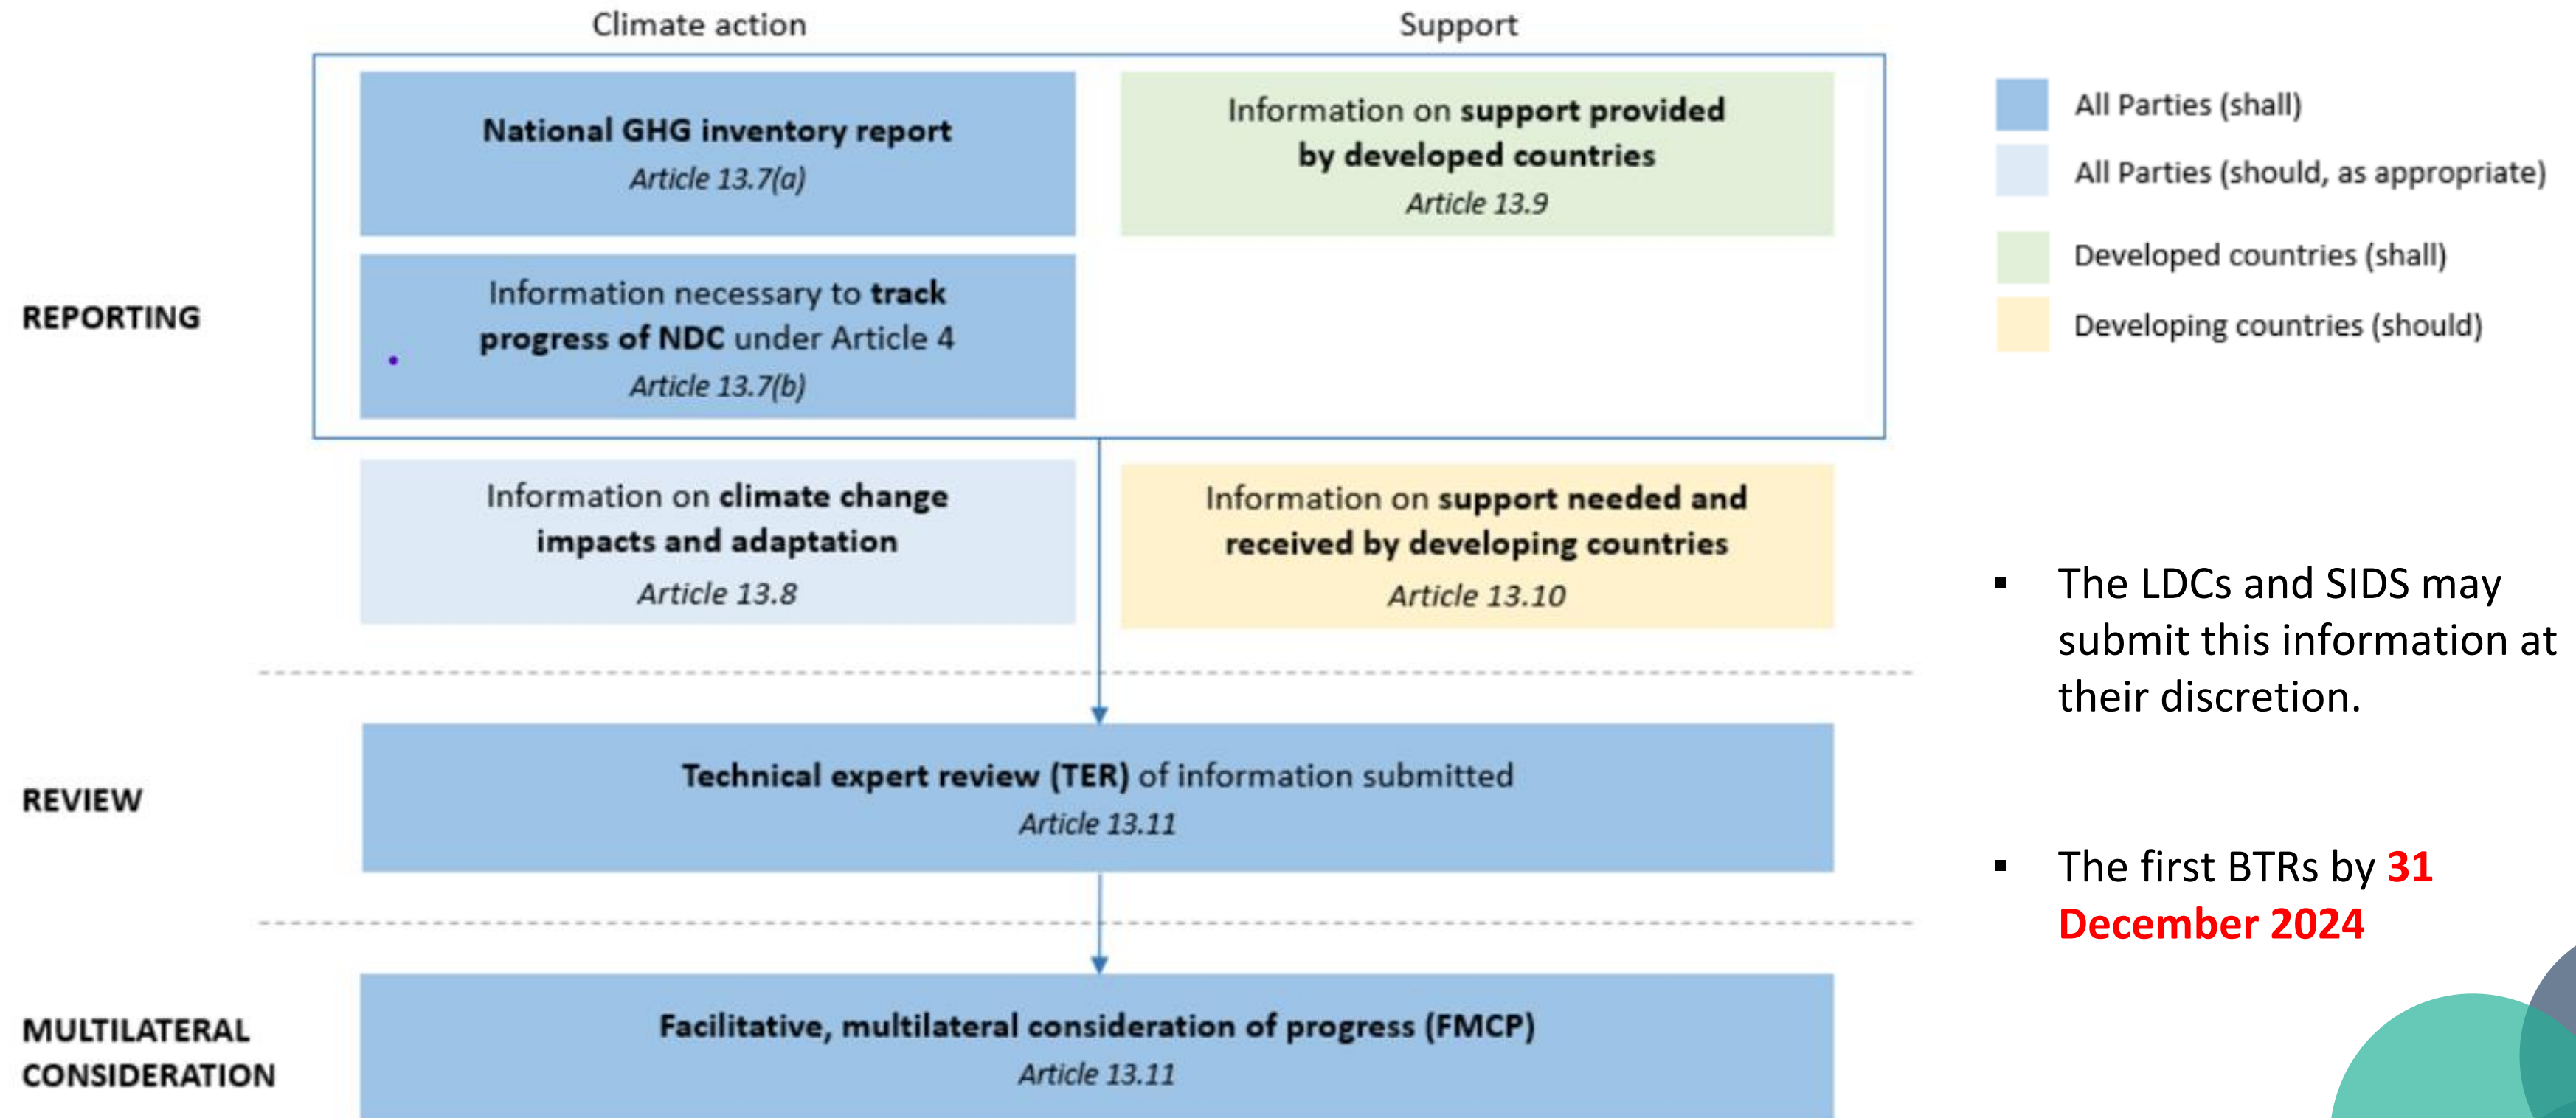 Climate action
Support
REPORTING
National GHG inventory report
Article 13.7(a)
Information on support provided
by developed countries
Article 13.9
Information necessary to track
progress of NDC under Article 4
Article 13.7(b)
Information on climate change
impacts and adaptation
Article 13.8
Information on support needed and
received by developing countries
Article 13.10
REVIEW
Technical expert review (TER) of information submitted
Article 13.11
MULTILATERAL
CONSIDERATION
Facilitative, multilateral consideration of progress (FMCP)
Article 13.11
All Parties (shall)
All Parties (should, as appropriate)
Developed countries (shall)
Developing countries (should)
▪ The LDCs and SIDS may
submit this information at
their discretion.
▪ The first BTRs by 31
December 2024